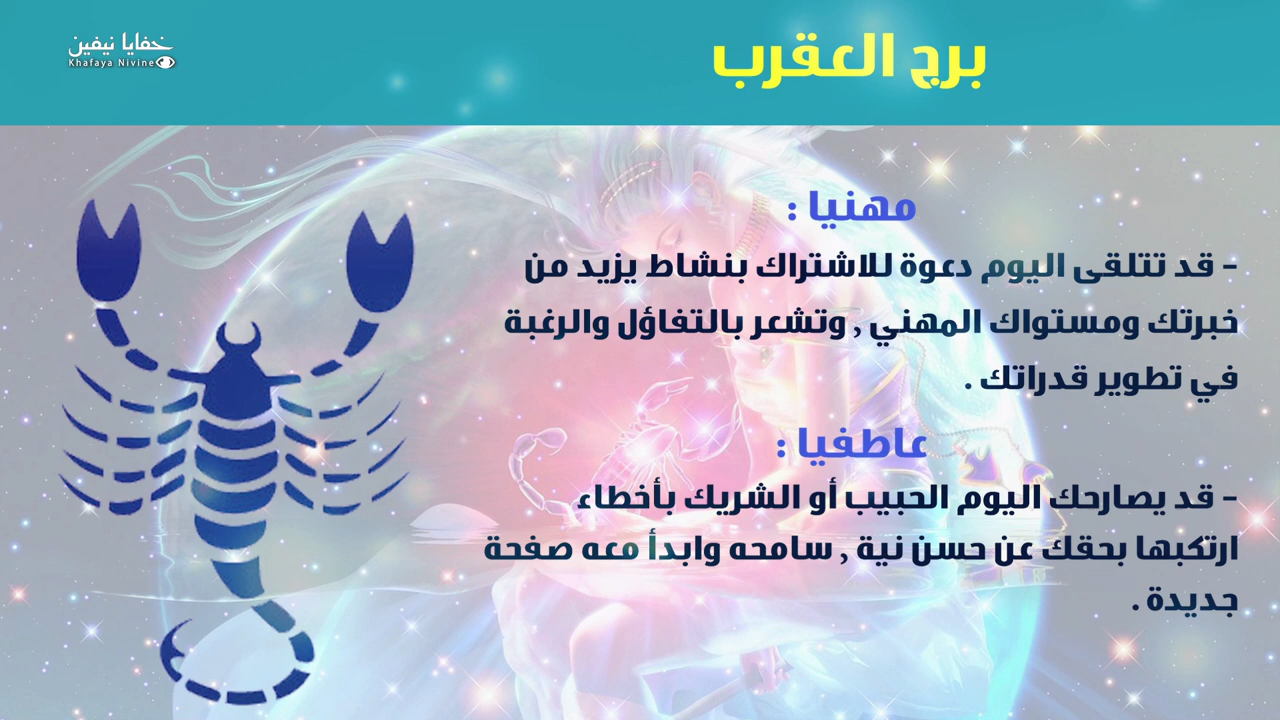 خفايا نيفين
Khafaya Nivine
برج العقرب
مهنيا :
- قد تتلقى اليوم دعوة للاشتراك بنشاط يزيد من
خبرتك ومستواك المهني , وتشعر بالتفاؤل والرغبة
في تطوير قدراتك .
عاطفيا :
- قد يصارحك اليوم الحبيب أو الشريك بأخطاء
ارتكبها بحقك عن حسن نية , سامحه وابدأ معه صفحة
جديدة .